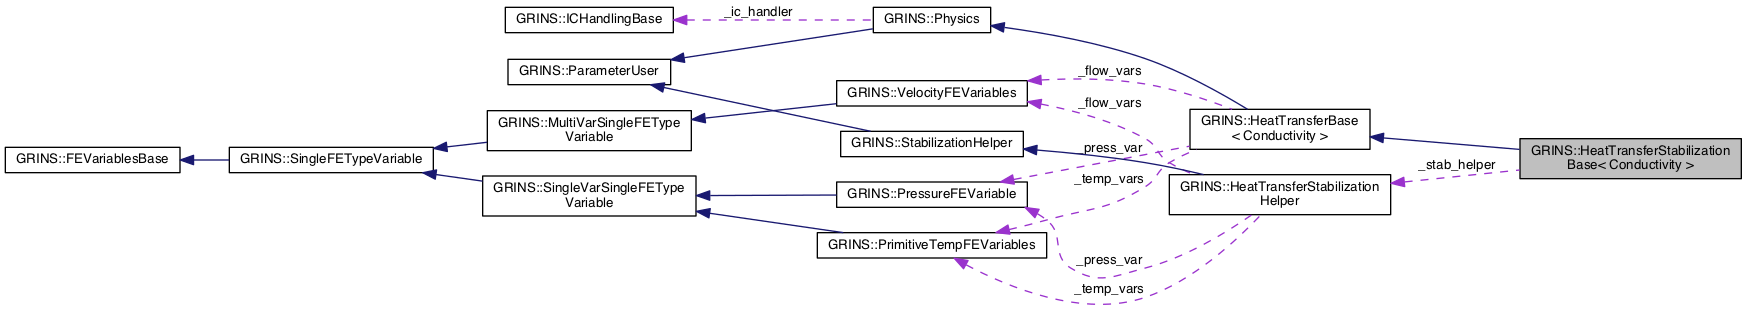 GRINS::ICHandlingBase
_ic_handler
GRINS::Physics
GRINS::ParameterUser
_flow_vars
GRINS::VelocityFEVariables
_flow_vars
GRINS::MultiVarSingleFEType
Variable
GRINS::HeatTransferBase
< Conductivity >
GRINS::StabilizationHelper
GRINS::FEVariablesBase
GRINS::SingleFETypeVariable
_press_var
GRINS::HeatTransferStabilization
Base< Conductivity >
_stab_helper
_temp_vars
GRINS::SingleVarSingleFEType
Variable
GRINS::PressureFEVariable
GRINS::HeatTransferStabilization
Helper
GRINS::PrimitiveTempFEVariables
_press_var
_temp_vars